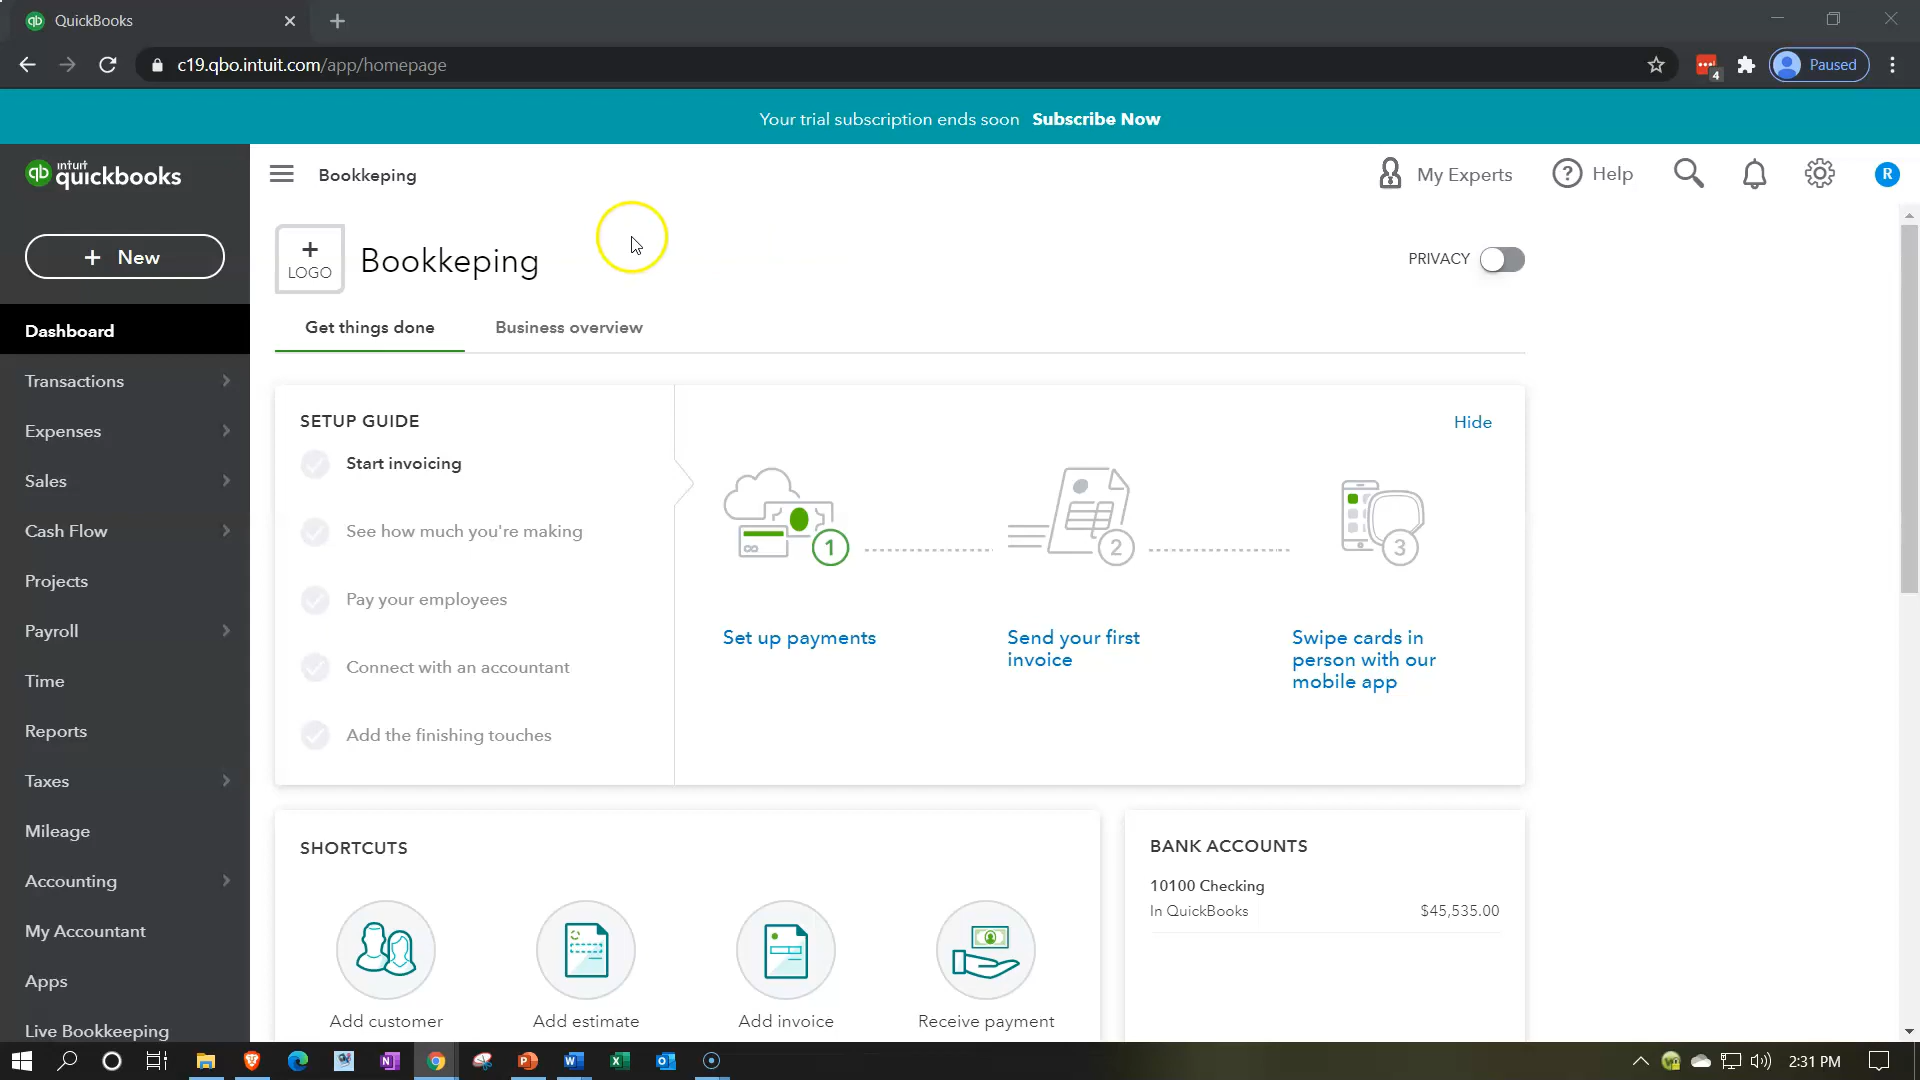 QuickBooks
c19.qbo.intuit.com/app/homepage
4
Paused
Your trial subscription ends soon Subscribe Now
qb intuit quickbooks
Bookkeping
My Experts
? Help
R
+ New
+ LOGO
Bookkeping
PRIVACY
Get things done
Business overview
Dashboard
Transactions
Expenses
Sales
Cash Flow
Projects
Payroll
Time
Reports
Taxes
Mileage
Accounting
My Accountant
Apps
Live Bookkeeping
SETUP GUIDE
Start invoicing
See how much you're making
Pay your employees
Connect with an accountant
Add the finishing touches
Hide
1
2
3
Set up payments
Send your first
invoice
Swipe cards in
person with our
mobile app
SHORTCUTS
Add customer
Add estimate
Add invoice
Receive payment
BANK ACCOUNTS
10100 Checking
In QuickBooks
$45,535.00
2:31 PM